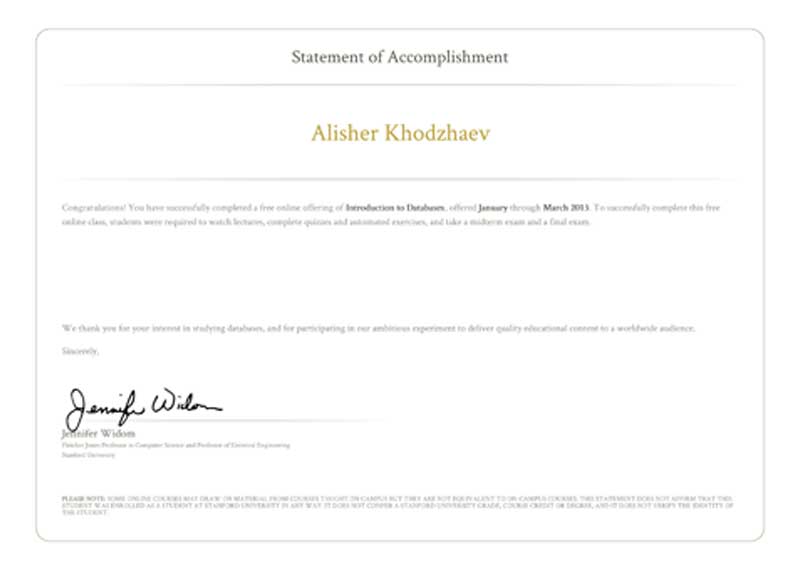 Statement of Accomplishment
Alisher Khodzhaev
Congratulations! You have successfully completed a free online offering of Introduction to Databases, offered January through March 2013. To successfully complete this free
online class, students were required to watch lectures, complete quizzes and automated exercises, and take a midterm exam and a final exam.
We thank you for your interest in studying databases, and for participating in our ambitious experiment to deliver quality educational content to a worldwide audience.
Sincerely,
Jennifer Widom
Jennifer Widom
Fletcher Jones Professor in Computer Science and Professor of Electrical Engineering
Stanford University
PLEASE NOTE: SOME ONLINE COURSES MAY DRAW ON MATERIAL FROM COURSES TAUGHT ON CAMPUS BUT THEY ARE NOT EQUIVALENT TO ON-CAMPUS COURSES. THIS STATEMENT DOES NOT AFFIRM THAT THIS
STUDENT WAS ENROLLED AS A STUDENT AT STANFORD UNIVERSITY IN ANY WAY. IT DOES NOT CONFER A STANFORD UNIVERSITY GRADE, COURSE CREDIT OR DEGREE, AND IT DOES NOT VERIFY THE IDENTITY OF
THE STUDENT.